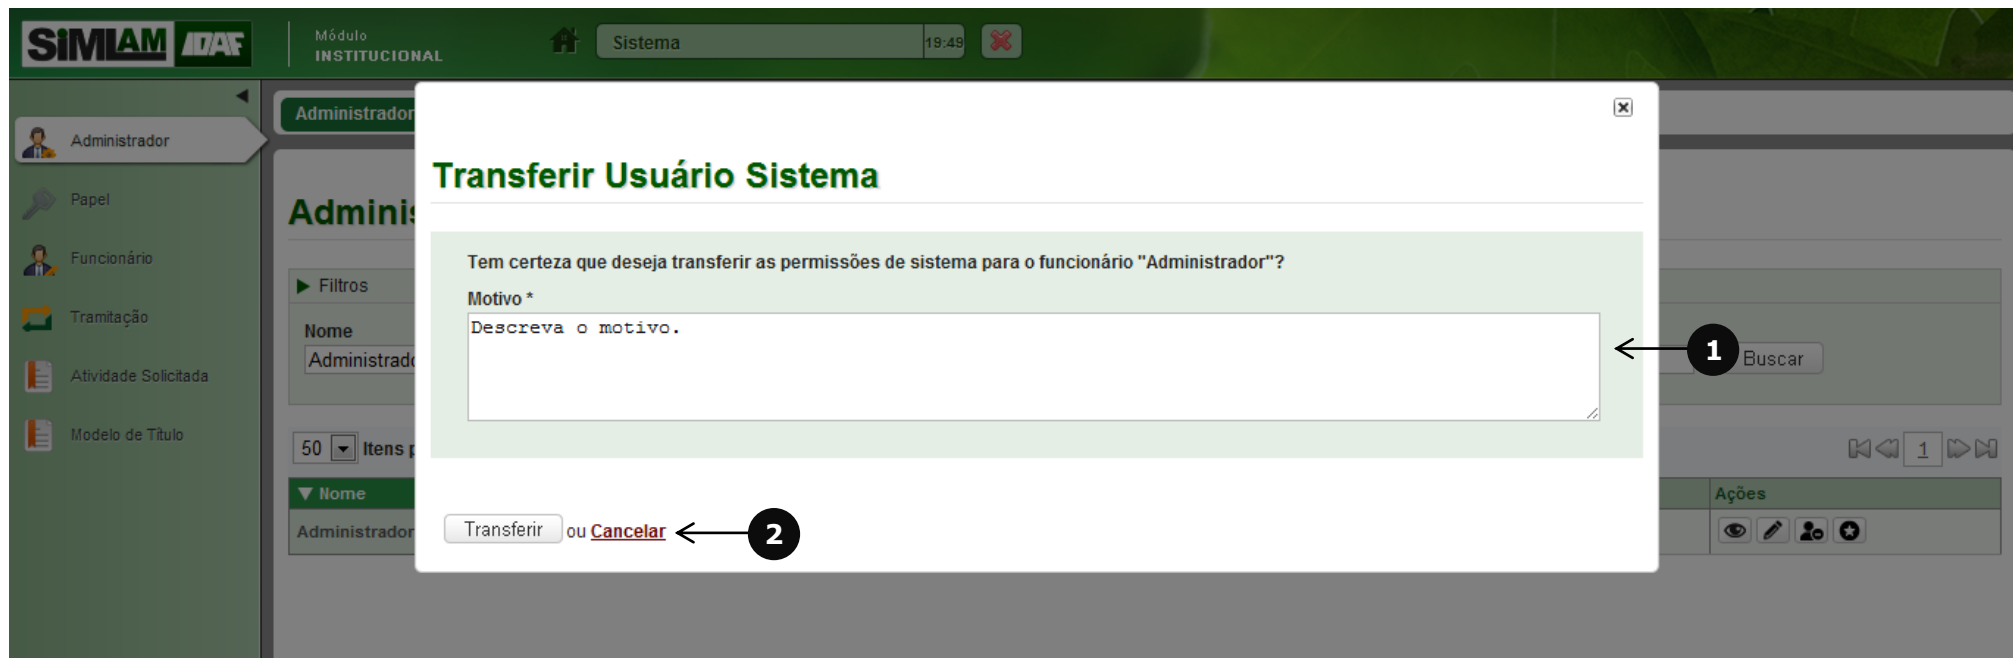 SiMLAM IDAF
Módulo
INSTITUCIONAL
Sistema
19:49
Administrador
Papel
Funcionário
Tramitação
Atividade Solicitada
Modelo de Título
Administrador
Adminis
Filtros
Nome
Administrado
Buscar
50
Itens p
1
Nome
Ações
Administrador
Transferir Usuário Sistema
Tem certeza que deseja transferir as permissões de sistema para o funcionário "Administrador"?
Motivo *
Descreva o motivo.
1
Transferir ou Cancelar
2